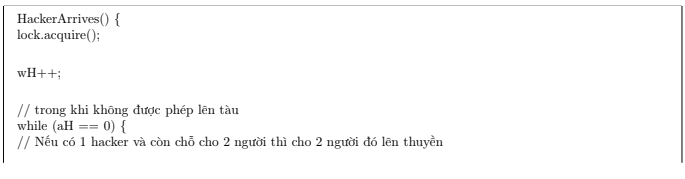 HackerArrives() {
lock.acquire();
wH++;
// trong khi không được phép lên tàu
while (aH == 0) {
// Nếu có 1 hacker và còn chỗ cho 2 người thì cho 2 người đó lên thuyền